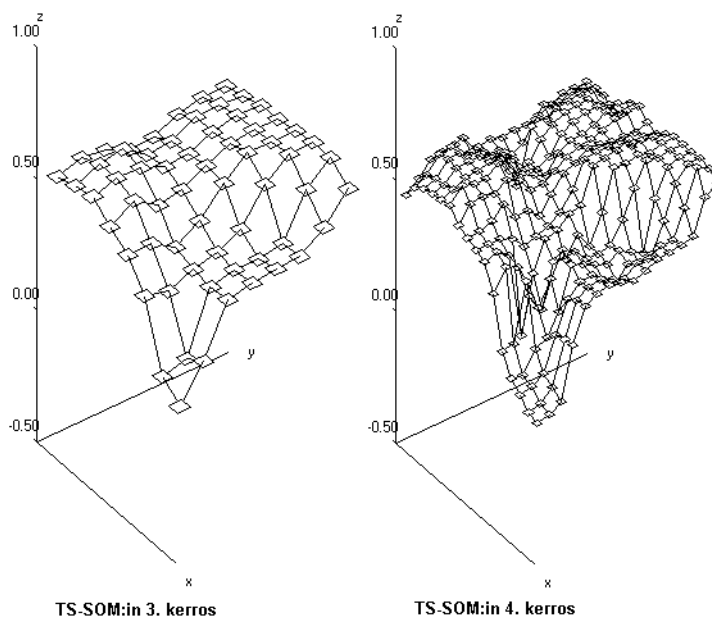 z
1.00
0.50
0.00
-0.50
y
x
TS-SOM:in 3. kerros
z
1.00
0.50
0.00
-0.50
y
x
TS-SOM:in 4. kerros